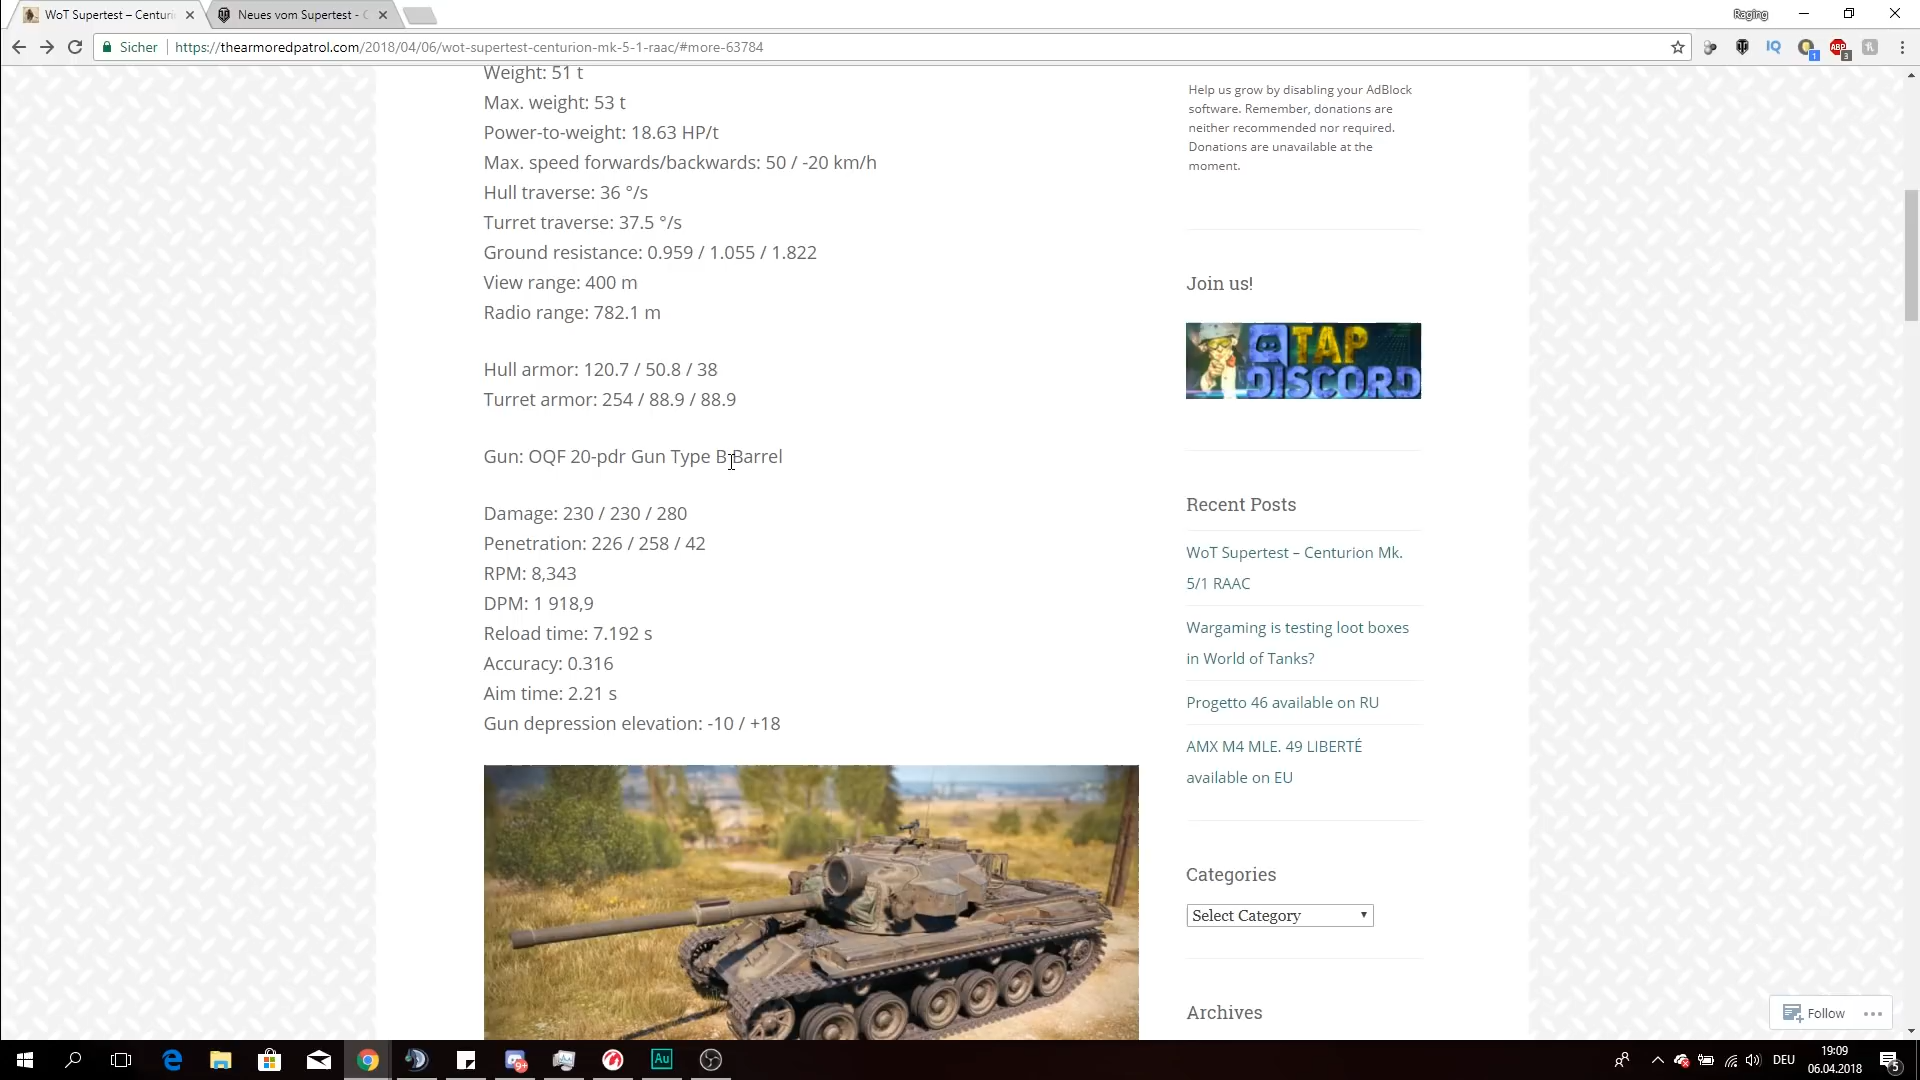 WoT Supertest – Centuri
Neues vom Supertest -
Raging
Sicher
https://thearmoredpatrol.com/2018/04/06/wot-supertest-centurion-mk-5-1-raac/#more-63784
IQ
1
ABP
3
Weight: 51 t
Max. weight: 53 t
Power-to-weight: 18.63 HP/t
Max. speed forwards/backwards: 50 / -20 km/h
Hull traverse: 36 °/s
Turret traverse: 37.5 °/s
Ground resistance: 0.959 / 1.055 / 1.822
View range: 400 m
Radio range: 782.1 m
Hull armor: 120.7 / 50.8 / 38
Turret armor: 254 / 88.9 / 88.9
Gun: OQF 20-pdr Gun Type B Barrel
Damage: 230 / 230 / 280
Penetration: 226 / 258 / 42
RPM: 8,343
DPM: 1 918,9
Reload time: 7.192 s
Accuracy: 0.316
Aim time: 2.21 s
Gun depression elevation: -10 / +18
Help us grow by disabling your AdBlock
software. Remember, donations are
neither recommended nor required.
Donations are unavailable at the
moment.
Join us!
TAP
DISCORD
Recent Posts
WoT Supertest – Centurion Mk.
5/1 RAAC
Wargaming is testing loot boxes
in World of Tanks?
Progetto 46 available on RU
AMX M4 MLE. 49 LIBERTÉ
available on EU
Categories
Select Category
Archives
Follow
9+
Au
DEU
19:09
06.04.2018
5